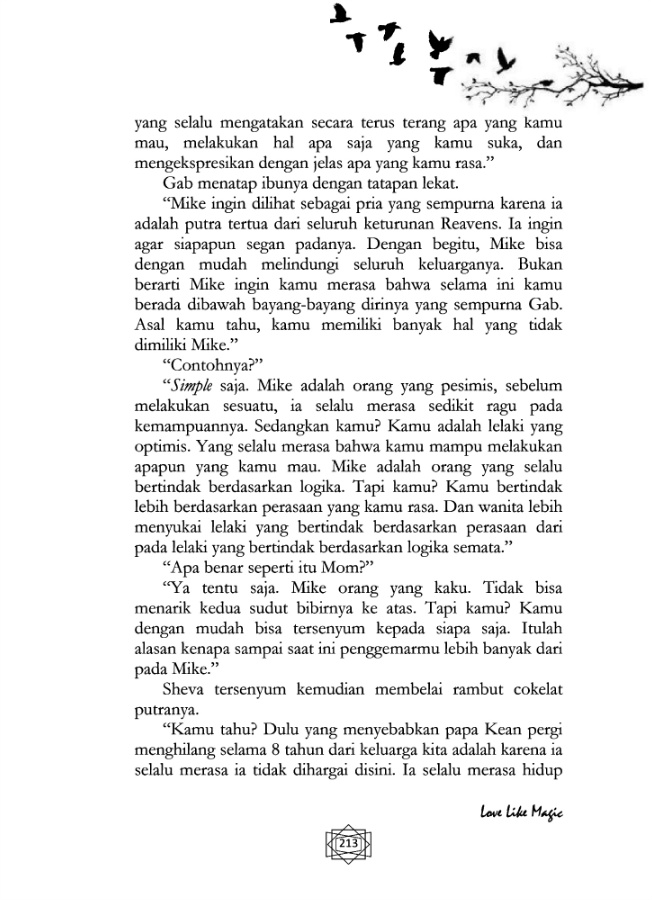 yang selalu mengatakan secara terus terang apa yang kamu
mau, melakukan hal apa saja yang kamu suka, dan
mengekspresikan dengan jelas apa yang kamu rasa.”
Gab menatap ibunya dengan tatapan lekat.
“Mike ingin dilihat sebagai pria yang sempurna karena ia
adalah putra tertua dari seluruh keturunan Reavens. Ia ingin
agar siapapun segan padanya. Dengan begitu, Mike bisa
dengan mudah melindungi seluruh keluarganya. Bukan
berarti Mike ingin kamu merasa bahwa selama ini kamu
berada dibawah bayang-bayang dirinya yang sempurna Gab.
Asal kamu tahu, kamu memiliki banyak hal yang tidak
dimiliki Mike.”
“Contohnya?”
“Simple saja. Mike adalah orang yang pesimis, sebelum
melakukan sesuatu, ia selalu merasa sedikit ragu pada
kemampuannya. Sedangkan kamu? Kamu adalah lelaki yang
optimis. Yang selalu merasa bahwa kamu mampu melakukan
apapun yang kamu mau. Mike adalah orang yang selalu
bertindak berdasarkan logika. Tapi kamu? Kamu bertindak
lebih berdasarkan perasaan yang kamu rasa. Dan wanita lebih
menyukai lelaki yang bertindak berdasarkan perasaan dari
pada lelaki yang bertindak berdasarkan logika semata.”
“Apa benar seperti itu Mom?”
“Ya tentu saja. Mike orang yang kaku. Tidak bisa
menarik kedua sudut bibirnya ke atas. Tapi kamu? Kamu
dengan mudah bisa tersenyum kepada siapa saja. Itulah
alasan kenapa sampai saat ini penggemarmu lebih banyak dari
pada Mike.”
Sheva tersenyum kemudian membelai rambut cokelat
putranya.
“Kamu tahu? Dulu yang menyebabkan papa Kean pergi
menghilang selama 8 tahun dari keluarga kita adalah karena ia
selalu merasa ia tidak dihargai disini. Ia selalu merasa hidup
Love Like Magic
213